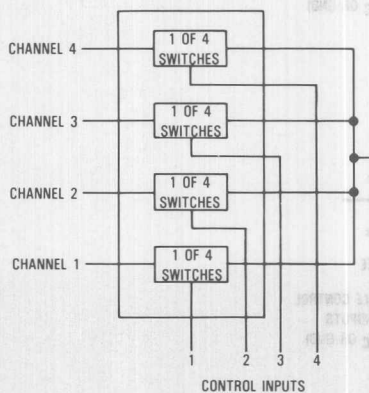 CHANNEL 4
1 OF 4
SWITCHES
CHANNEL 3
1 OF 4
SWITCHES
CHANNEL 2
1 OF 4
SWITCHES
CHANNEL 1
1 OF 4
SWITCHES
1 2 3 4
CONTROL INPUTS